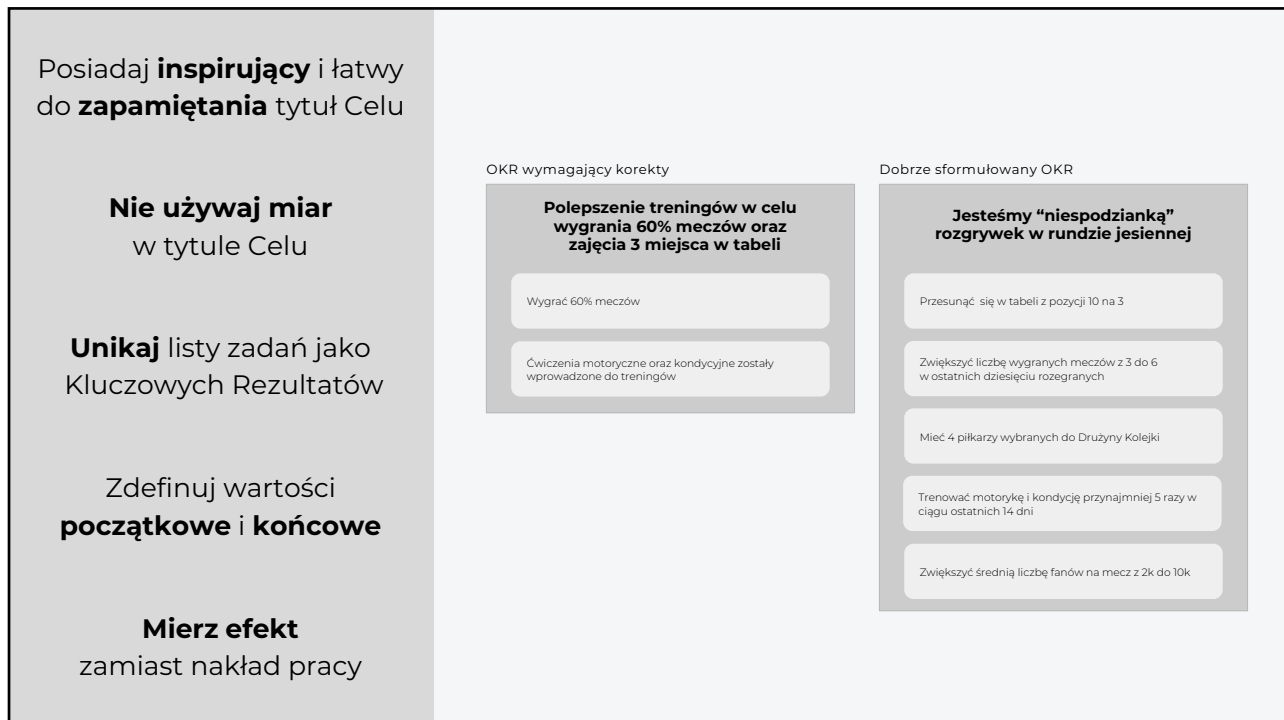 Posiadaj inspirujący i łatwy
do zapamiętania tytuł Celu
Nie używaj miar
w tytule Celu
Unikaj listy zadań jako
Kluczowych Rezultatów
Zdefinuj wartości
początkowe i końcowe
Mierz efekt
zamiast nakład pracy
OKR wymagający korekty
Polepszenie treningów w celu
wygrania 60% meczów oraz
zajęcia 3 miejsca w tabeli
Wygrać 60% meczów
Ćwiczenia motoryczne oraz kondycyjne zostały
wprowadzone do treningów
Dobrze sformułowany OKR
Jesteśmy “niespodzianką”
rozgrywek w rundzie jesiennej
Przesunąć  się w tabeli z pozycji 10 na 3
Zwiększyć liczbę wygranych meczów z 3 do 6
w ostatnich dziesięciu rozegranych
Mieć 4 piłkarzy wybranych do Drużyny Kolejki
Trenować motorykę i kondycję przynajmniej 5 razy w
ciągu ostatnich 14 dni
Zwiększyć średnią liczbę fanów na mecz z 2k do 10k